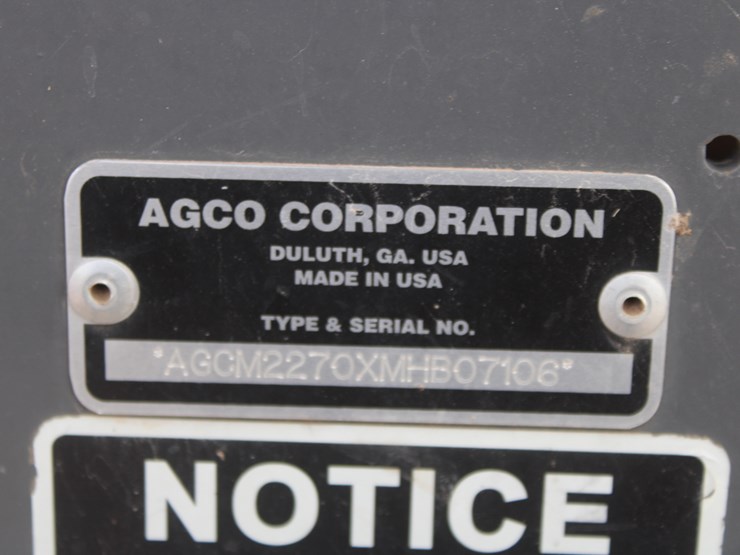 AGCO CORPORATION
DULUTH, GA. USA
MADE IN USA
TYPE & SERIAL NO.
*AGCM2270XMHB07106*
NOTICE